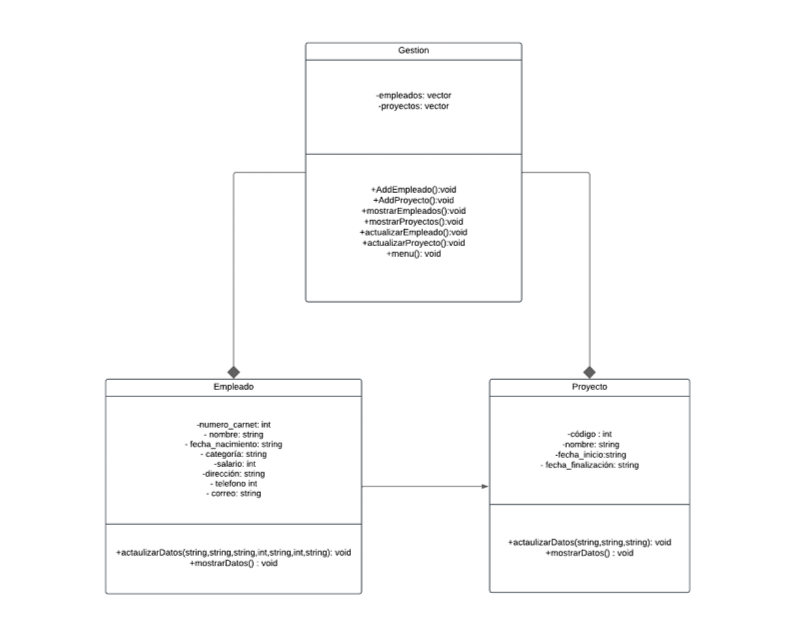 Gestion
-empleados: vector
-proyectos: vector
+AddEmpleado():void
+AddProyecto():void
+mostrarEmpleados():void
+mostrarProyectos():void
+actualizarEmpleado():void
+actualizarProyecto():void
+menu(): void
Empleado
-numero_carnet: int
- nombre: string
- fecha_nacimiento: string
- categoría: string
-salario: int
-dirección: string
- telefono int
- correo: string
+actaulizarDatos(string,string,string,int,string,int,string): void
+mostrarDatos() : void
Proyecto
-código : int
-nombre: string
-fecha_inicio:string
- fecha_finalización: string
+actaulizarDatos(string,string,string): void
+mostrarDatos() : void